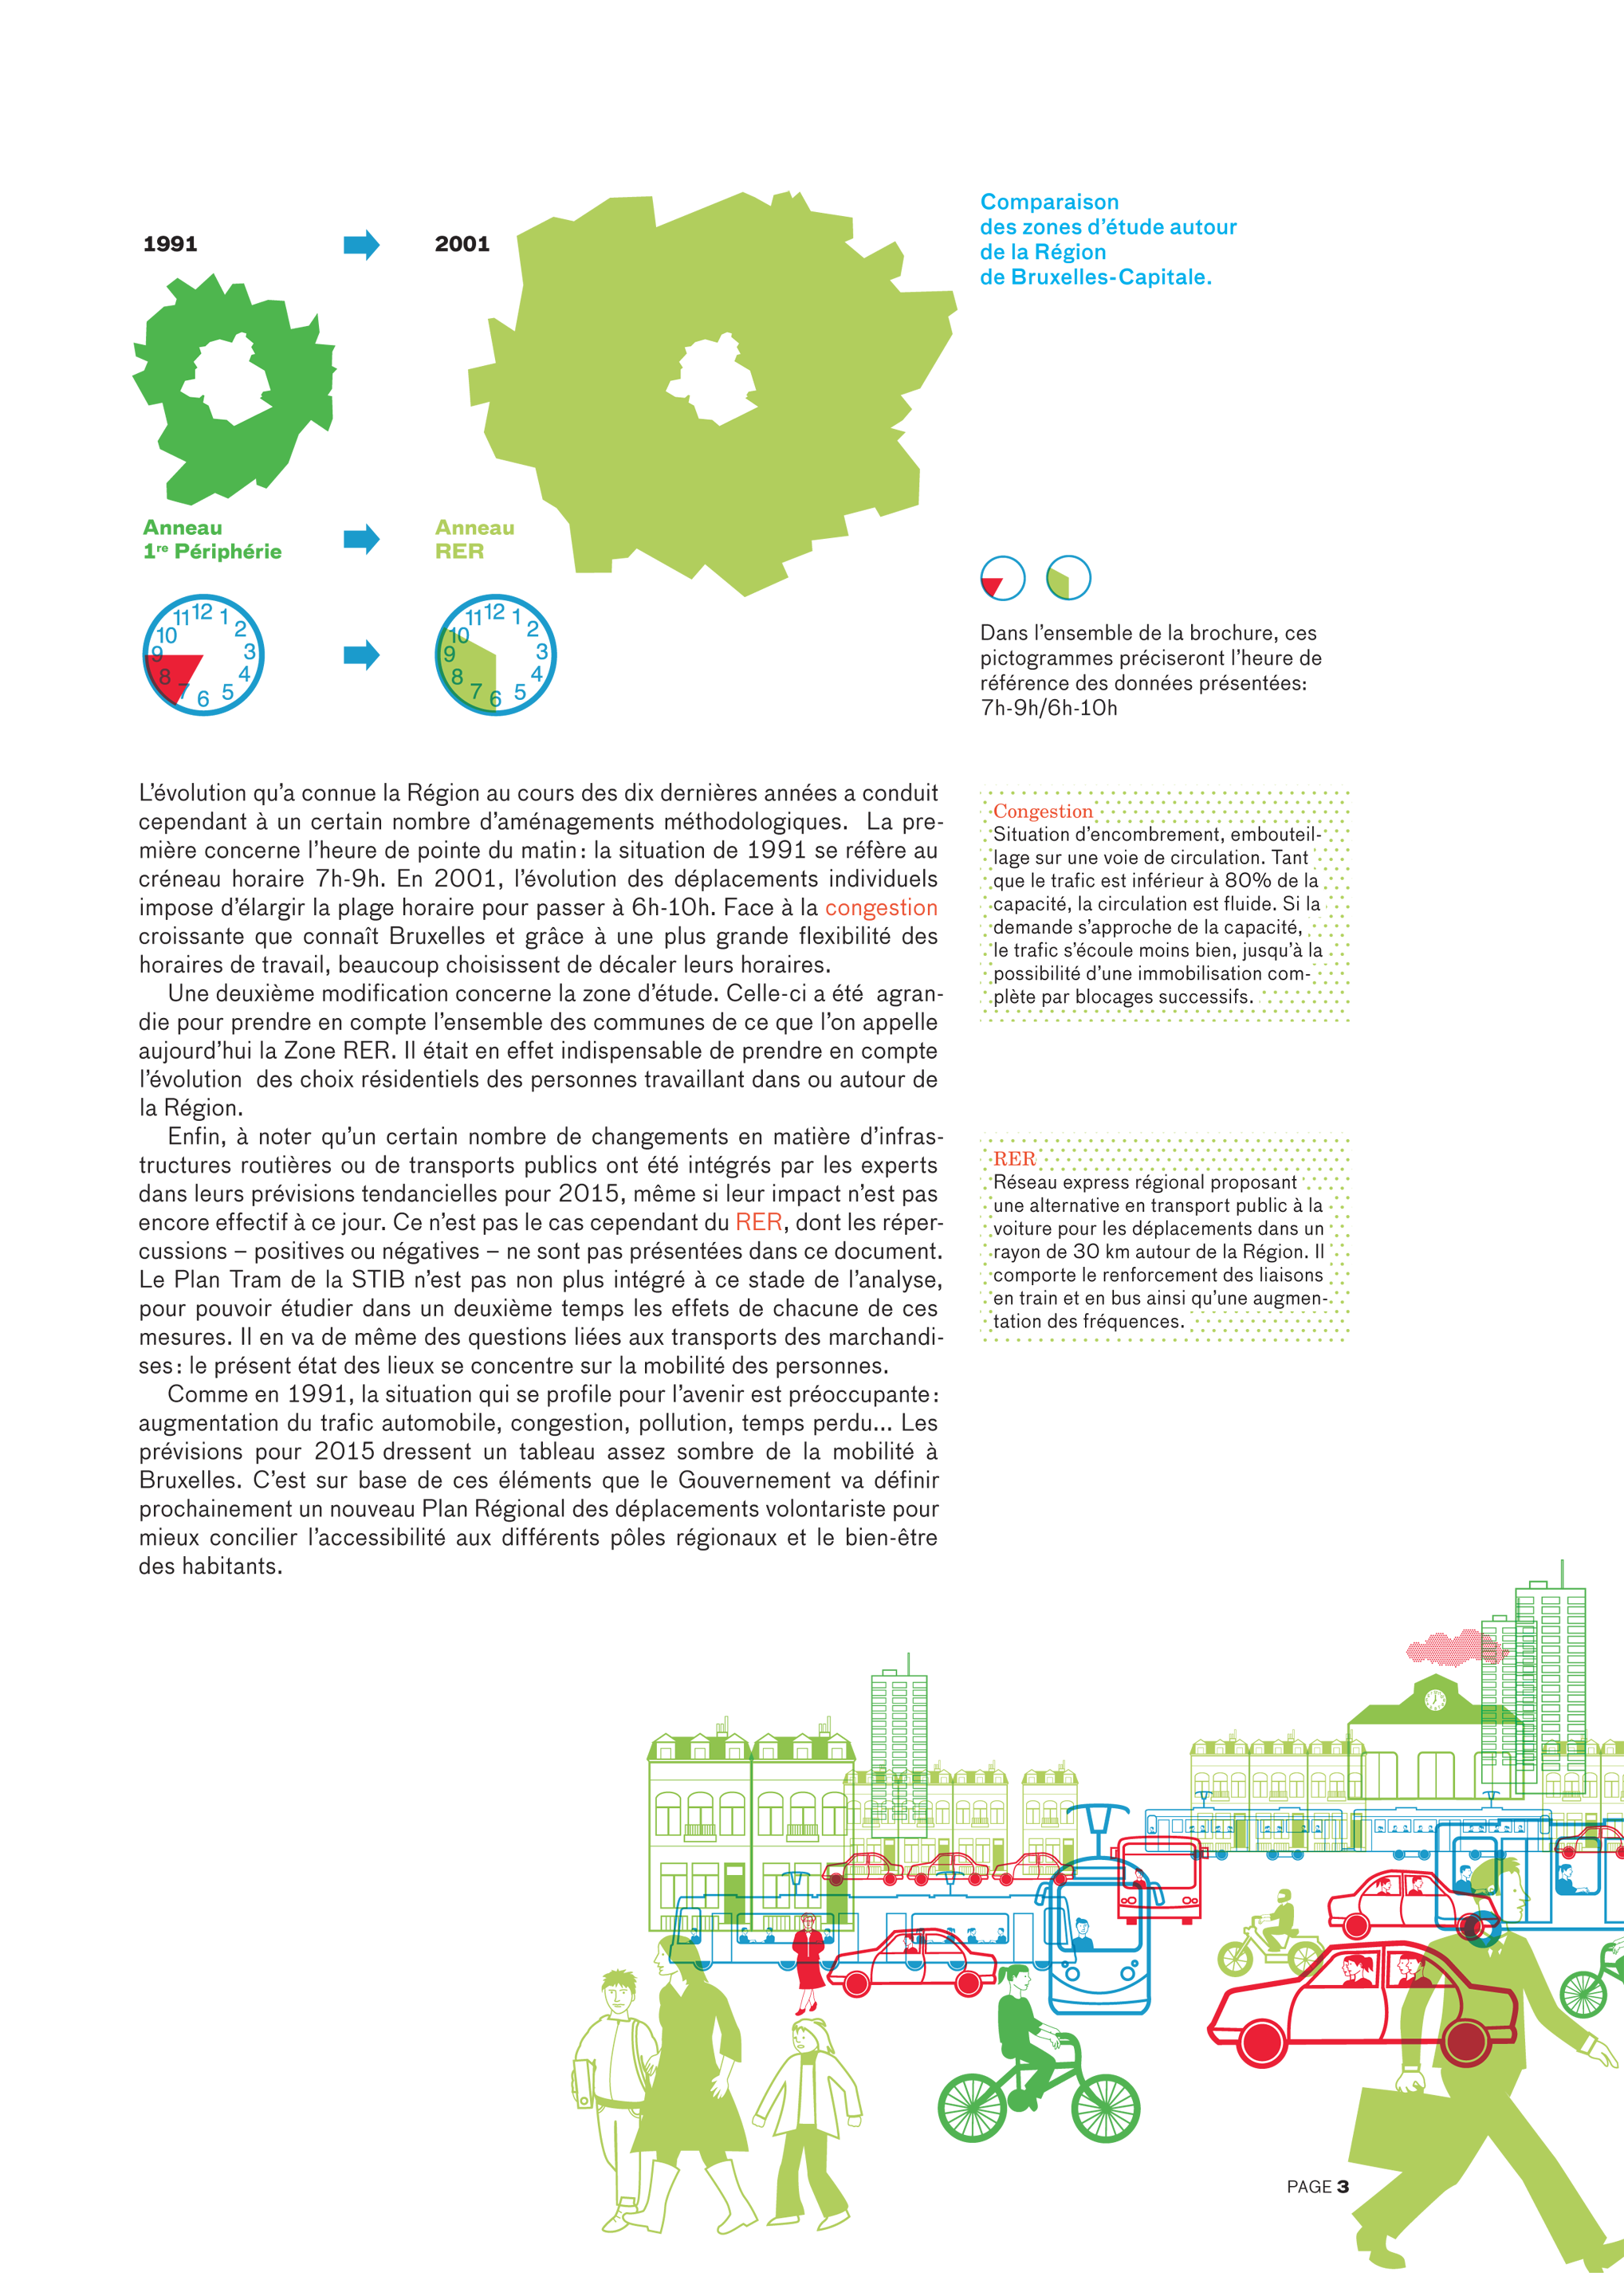 1991
2001
Comparaison
des zones d’étude autour
de la Région
de Bruxelles-Capitale.
Anneau
1re Périphérie
Anneau
RER
12 1 2 3 4 5 6 7 8 9 10 11
12 1 2 3 4 5 6 7 8 9 10 11
Dans l’ensemble de la brochure, ces
pictogrammes préciseront l’heure de
référence des données présentées:
7h-9h/6h-10h
L’évolution qu’a connue la Région au cours des dix dernières années a conduit
cependant à un certain nombre d’aménagements méthodologiques. La pre-
mière concerne l’heure de pointe du matin : la situation de 1991 se réfère au
créneau horaire 7h-9h. En 2001, l’évolution des déplacements individuels
impose d’élargir la plage horaire pour passer à 6h-10h. Face à la congestion
croissante que connaît Bruxelles et grâce à une plus grande flexibilité des
horaires de travail, beaucoup choisissent de décaler leurs horaires.
Une deuxième modification concerne la zone d’étude. Celle-ci a été agran-
die pour prendre en compte l’ensemble des communes de ce que l’on appelle
aujourd’hui la Zone RER. Il était en effet indispensable de prendre en compte
l’évolution des choix résidentiels des personnes travaillant dans ou autour de
la Région.
Enfin, à noter qu’un certain nombre de changements en matière d’infras-
tructures routières ou de transports publics ont été intégrés par les experts
dans leurs prévisions tendancielles pour 2015, même si leur impact n’est pas
encore effectif à ce jour. Ce n’est pas le cas cependant du RER, dont les réper-
cussions – positives ou négatives – ne sont pas présentées dans ce document.
Le Plan Tram de la STIB n’est pas non plus intégré à ce stade de l’analyse,
pour pouvoir étudier dans un deuxième temps les effets de chacune de ces
mesures. Il en va de même des questions liées aux transports des marchandi-
ses : le présent état des lieux se concentre sur la mobilité des personnes.
Comme en 1991, la situation qui se profile pour l’avenir est préoccupante :
augmentation du trafic automobile, congestion, pollution, temps perdu... Les
prévisions pour 2015 dressent un tableau assez sombre de la mobilité à
Bruxelles. C’est sur base de ces éléments que le Gouvernement va définir
prochainement un nouveau Plan Régional des déplacements volontariste pour
mieux concilier l’accessibilité aux différents pôles régionaux et le bien-être
des habitants.
Congestion
Situation d’encombrement, embouteil-
lage sur une voie de circulation. Tant
que le trafic est inférieur à 80% de la
capacité, la circulation est fluide. Si la
demande s’approche de la capacité,
le trafic s’écoule moins bien, jusqu’à la
possibilité d’une immobilisation com-
plète par blocages successifs.
RER
Réseau express régional proposant
une alternative en transport public à la
voiture pour les déplacements dans un
rayon de 30 km autour de la Région. Il
comporte le renforcement des liaisons
en train et en bus ainsi qu’une augmen-
tation des fréquences.
PAGE 3